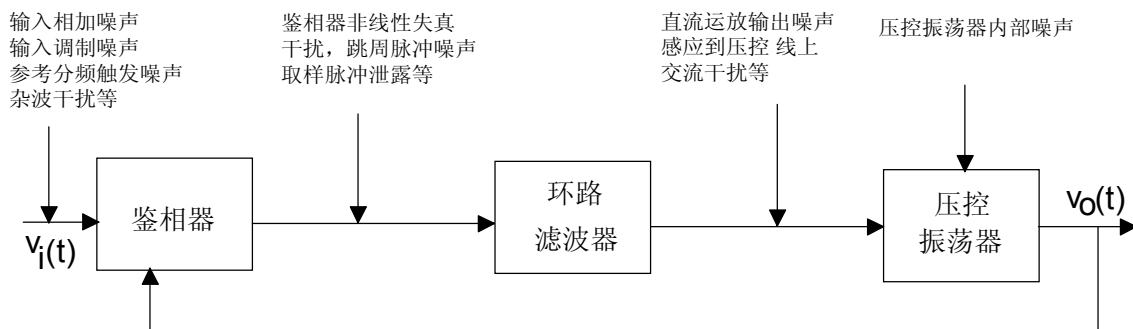 输入相加噪声
输入调制噪声
参考分频触发噪声
杂波干扰等
鉴相器非线性失真
干扰，跳周脉冲噪声
取样脉冲泄露等
直流运放输出噪声
感应到压控 线上
交流干扰等
压控振荡器内部噪声
鉴相器
环路
滤波器
压控
振荡器
vi(t)
vo(t)